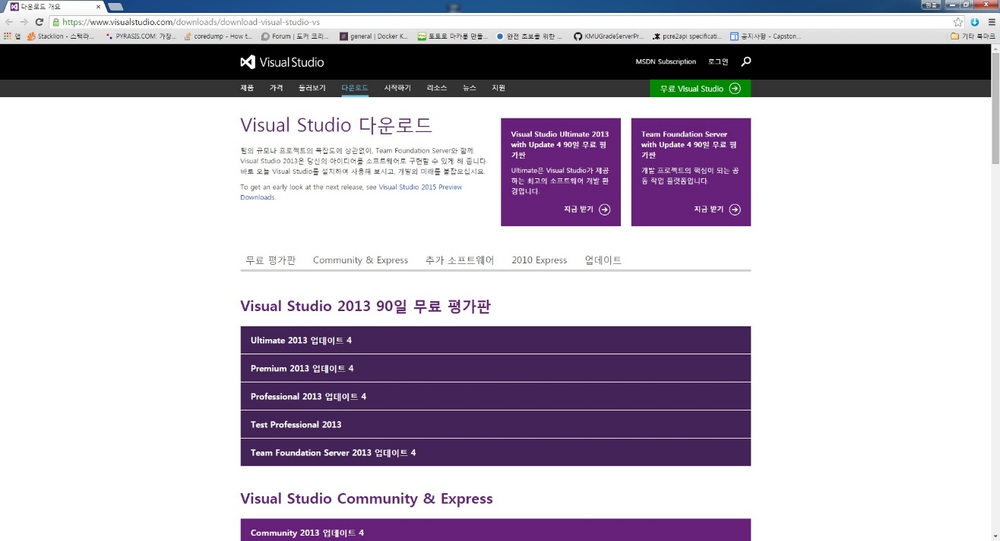 다운로드 개요
https://www.visualstudio.com/downloads/download-visual-studio-vs
앱 Stacklion - 스택라... PYRASIS.COM: 가장... coredump - How t... Forum | 도커 코리... general | Docker K... 토토로 마카롱 만들... 완전 초보를 위한 ... KMUGradeServerPr... pcre2api specificati... 공지사항 - Capston... 기타 북마크
Visual Studio
MSDN Subscription 로그인
제품 가격 둘러보기 다운로드 시작하기 리소스 뉴스 지원
무료 Visual Studio
Visual Studio 다운로드
팀의 규모나 프로젝트의 복잡도에 상관없이, Team Foundation Server와 함께
Visual Studio 2013은 당신의 아이디어를 소프트웨어로 구현할 수 있게 해 줍니다.
바로 오늘 Visual Studio를 설치하여 사용해 보시고, 개발의 미래를 붙잡으십시요.
To get an early look at the next release, see Visual Studio 2015 Preview
Downloads.
Visual Studio Ultimate 2013
with Update 4 90일 무료 평
가판
Ultimate은 Visual Studio가 제공
하는 최고의 소프트웨어 개발 환
경입니다.
지금 받기
Team Foundation Server
with Update 4 90일 무료 평
가판
개발 프로젝트의 핵심이 되는 공
동 작업 플랫폼입니다.
지금 받기
무료 평가판 Community & Express 추가 소프트웨어 2010 Express 업데이트
Visual Studio 2013 90일 무료 평가판
Ultimate 2013 업데이트 4
Premium 2013 업데이트 4
Professional 2013 업데이트 4
Test Professional 2013
Team Foundation Server 2013 업데이트 4
Visual Studio Community & Express
Community 2013 업데이트 4